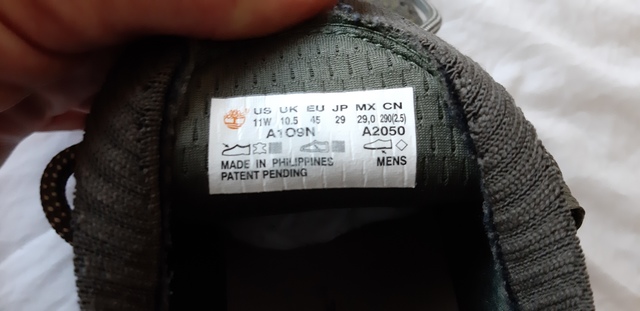 US UK EU JP MX CN
11W 10.5 45 29 29,0 290(2.5)
A1O9N A2050
MADE IN PHILIPPINES MENS
PATENT PENDING